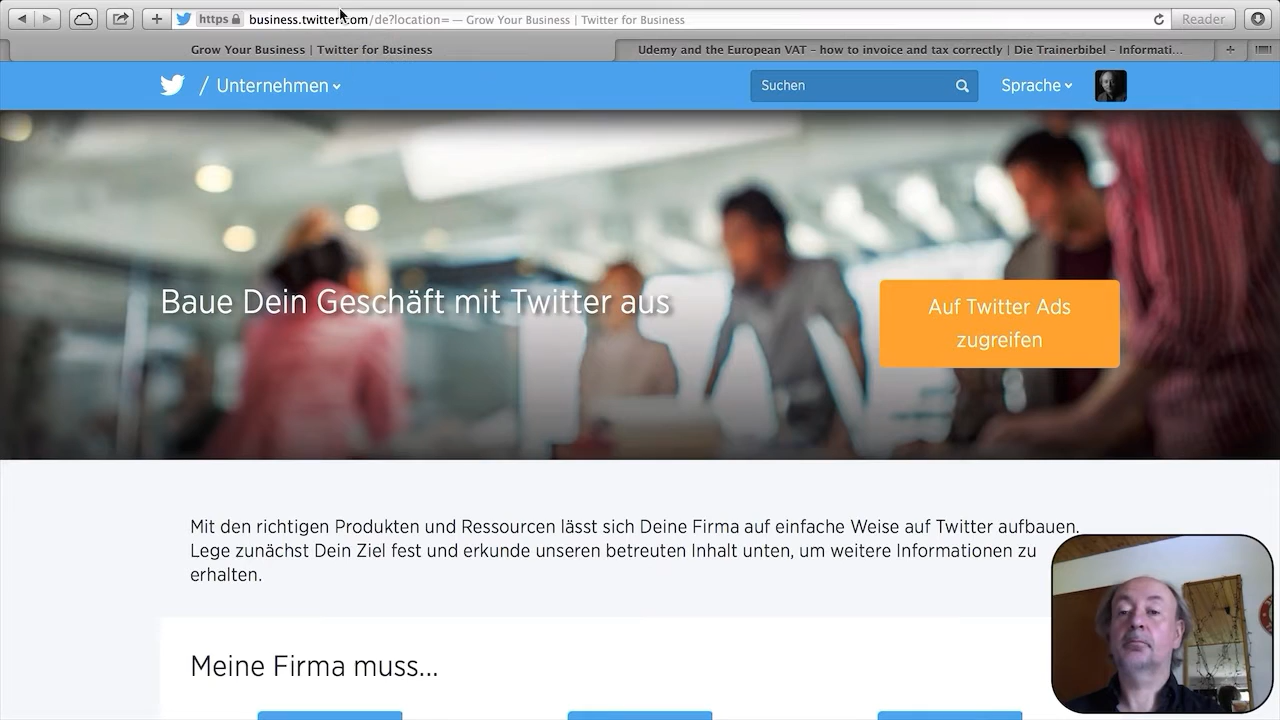 https business.twitter.com/de?location= — Grow Your Business | Twitter for Business
Reader
Grow Your Business | Twitter for Business
Udemy and the European VAT – how to invoice and tax correctly | Die Trainerbibel – Informati...
/ Unternehmen
Suchen
Sprache
Baue Dein Geschäft mit Twitter aus
Auf Twitter Ads
zugreifen
Mit den richtigen Produkten und Ressourcen lässt sich Deine Firma auf einfache Weise auf Twitter aufbauen.
Lege zunächst Dein Ziel fest und erkunde unseren betreuten Inhalt unten, um weitere Informationen zu
erhalten.
Meine Firma muss...